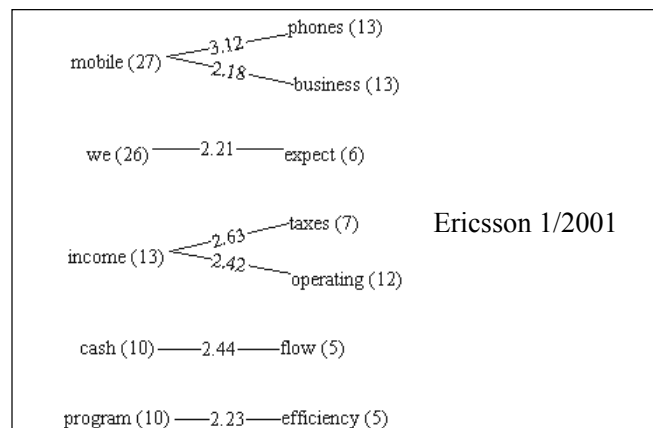 phones (13)
mobile (27)
3.12
2.18
business (13)
we (26)
2.21
expect (6)
taxes (7)
income (13)
2.63
2.42
operating (12)
Ericsson 1/2001
cash (10)
2.44
flow (5)
program (10)
2.23
efficiency (5)